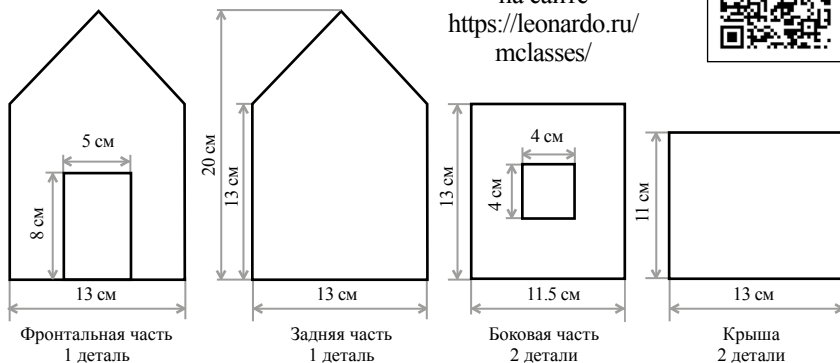 на сайте
https://leonardo.ru/
mclasses/
5 см
8 см
13 см
Фронтальная часть
1 деталь
20 см
13 см
13 см
Задняя часть
1 деталь
13 см
4 см
4 см
11.5 см
Боковая часть
2 детали
11 см
13 см
Крыша
2 детали